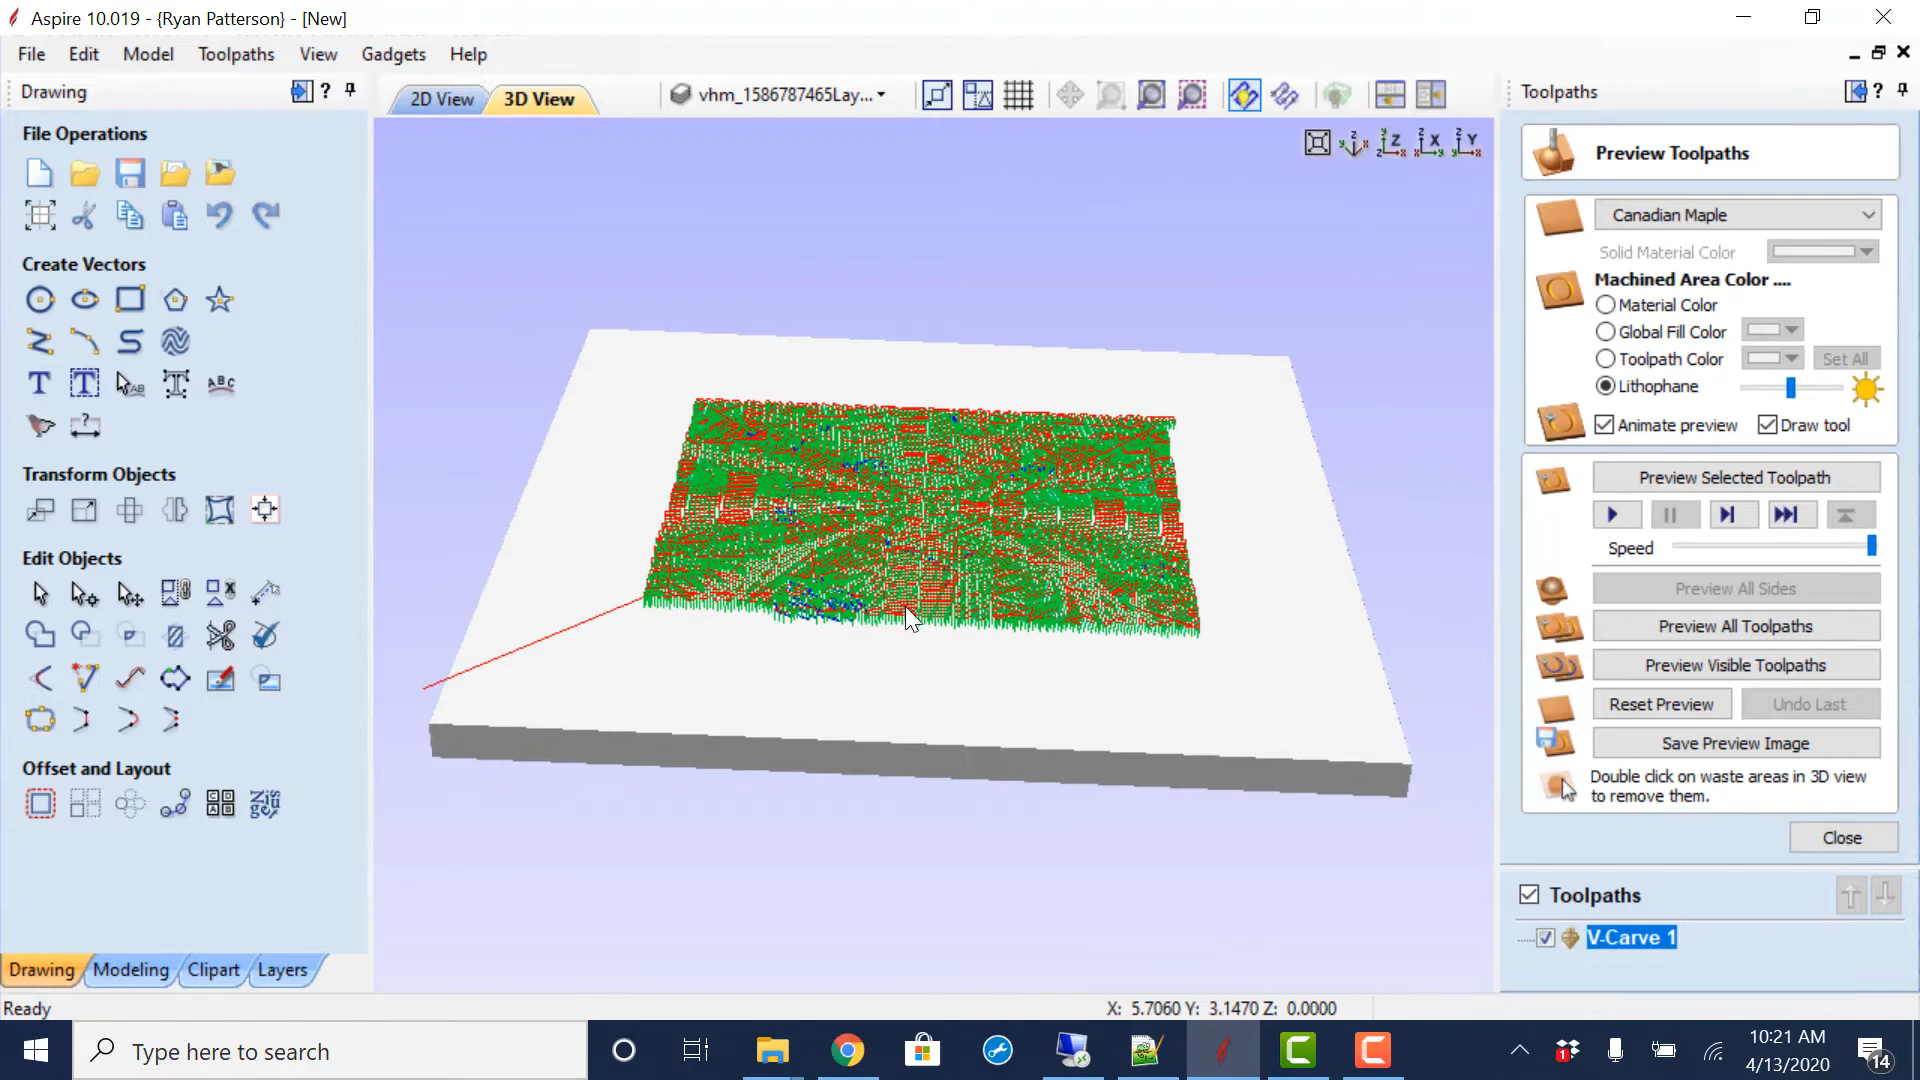 Aspire 10.019 - {Ryan Patterson} - [New]
File Edit Model Toolpaths View Gadgets Help
Drawing
2D View
3D View
vhm_1586787465Lay...
Toolpaths
File Operations
Create Vectors
Transform Objects
Edit Objects
Offset and Layout
Drawing Modeling Clipart Layers
Preview Toolpaths
Canadian Maple
Solid Material Color
Machined Area Color ....
Material Color
Global Fill Color
Toolpath Color
Set All
Lithophane
Animate preview
Draw tool
Preview Selected Toolpath
Speed
Preview All Sides
Preview All Toolpaths
Preview Visible Toolpaths
Reset Preview
Undo Last
Save Preview Image
Double click on waste areas in 3D view
to remove them.
Close
Toolpaths
V-Carve 1
Ready
X: 5.7060 Y: 3.1470 Z: 0.0000
Type here to search
10:21 AM
4/13/2020
14